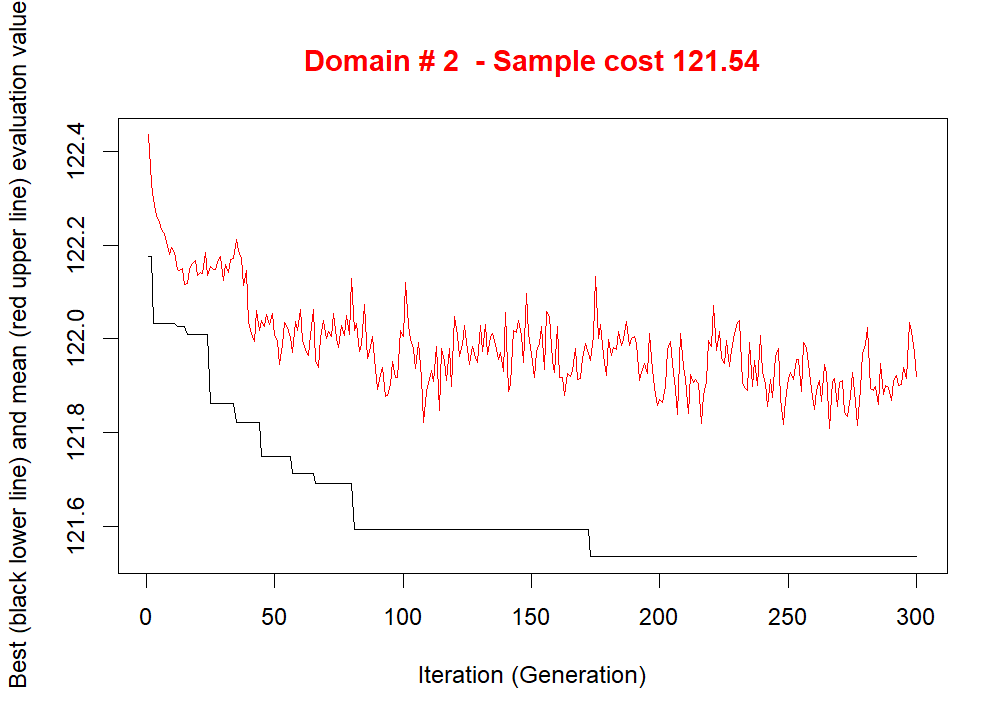 Domain # 2  - Sample cost 121.54
Best (black lower line) and mean (red upper line) evaluation value
122.4
122.2
122.0
121.8
121.6
0 50 100 150 200 250 300
Iteration (Generation)